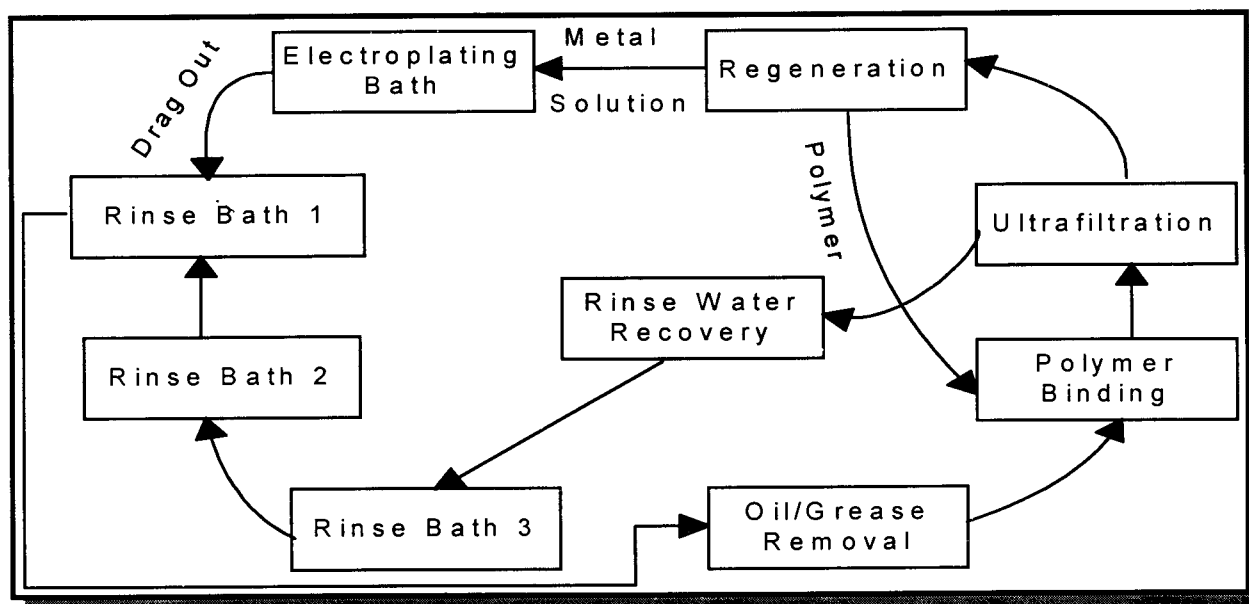 Electroplating
Bath
Metal
Solution
Regeneration
Drag Out
Polymer
Rinse Bath 1
Ultrafiltration
Rinse Water
Recovery
Rinse Bath 2
Polymer
Binding
Rinse Bath 3
Oil/Grease
Removal